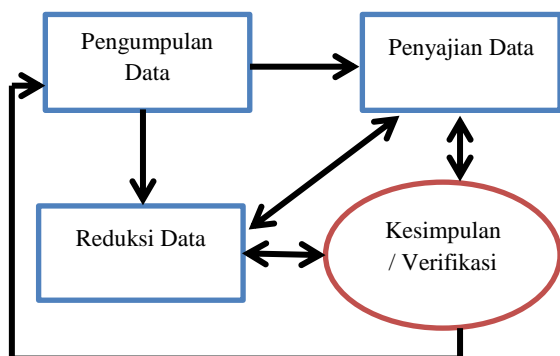 Pengumpulan
Data
Penyajian Data
Reduksi Data
Kesimpulan
/ Verifikasi